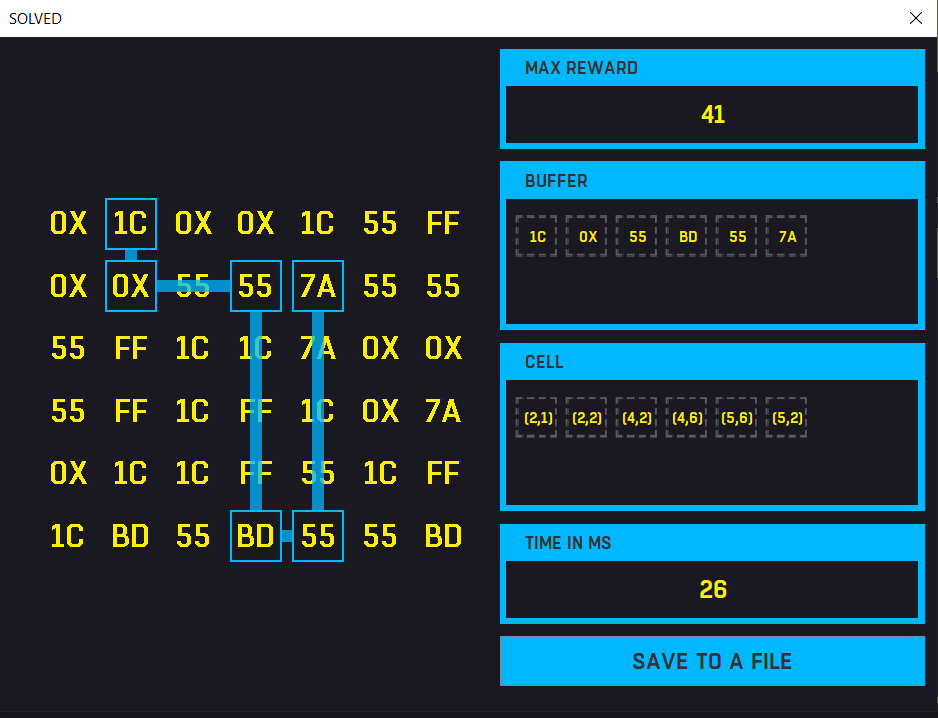 SOLVED
MAX REWARD
41
BUFFER
1C 0X 55 BD 55 7A
CELL
(2,1) (2,2) (4,2) (4,6) (5,6) (5,2)
TIME IN MS
26
SAVE TO A FILE
0X 1C 0X 0X 1C 55 FF
0X 0X 55 55 7A 55 55
55 FF 1C 1C 7A 0X 0X
55 FF 1C FF 1C 0X 7A
0X 1C 1C FF 55 1C FF
1C BD 55 BD 55 55 BD